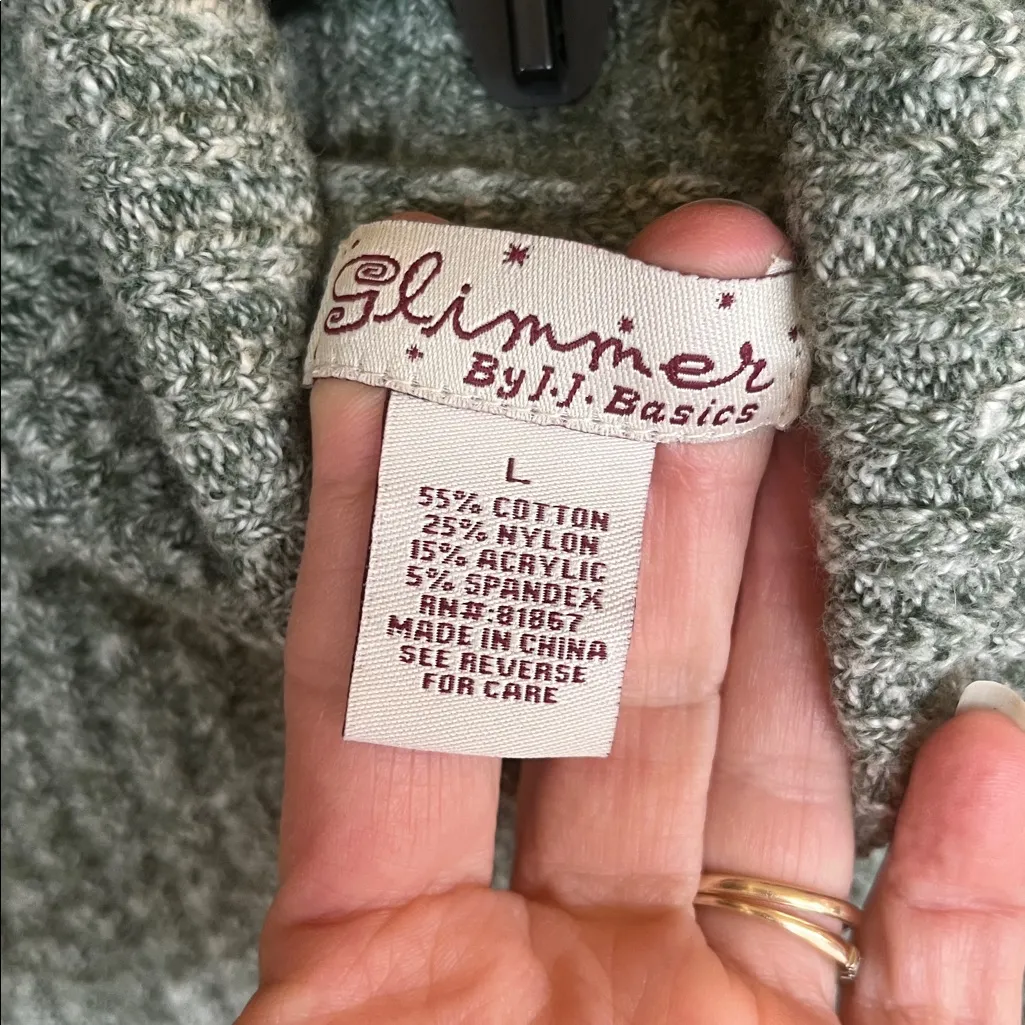 Glimmer
By J.J. Basics
L
55% COTTON
25% NYLON
15% ACRYLIC
5% SPANDEX
RN#:81867
MADE IN CHINA
SEE REVERSE
FOR CARE